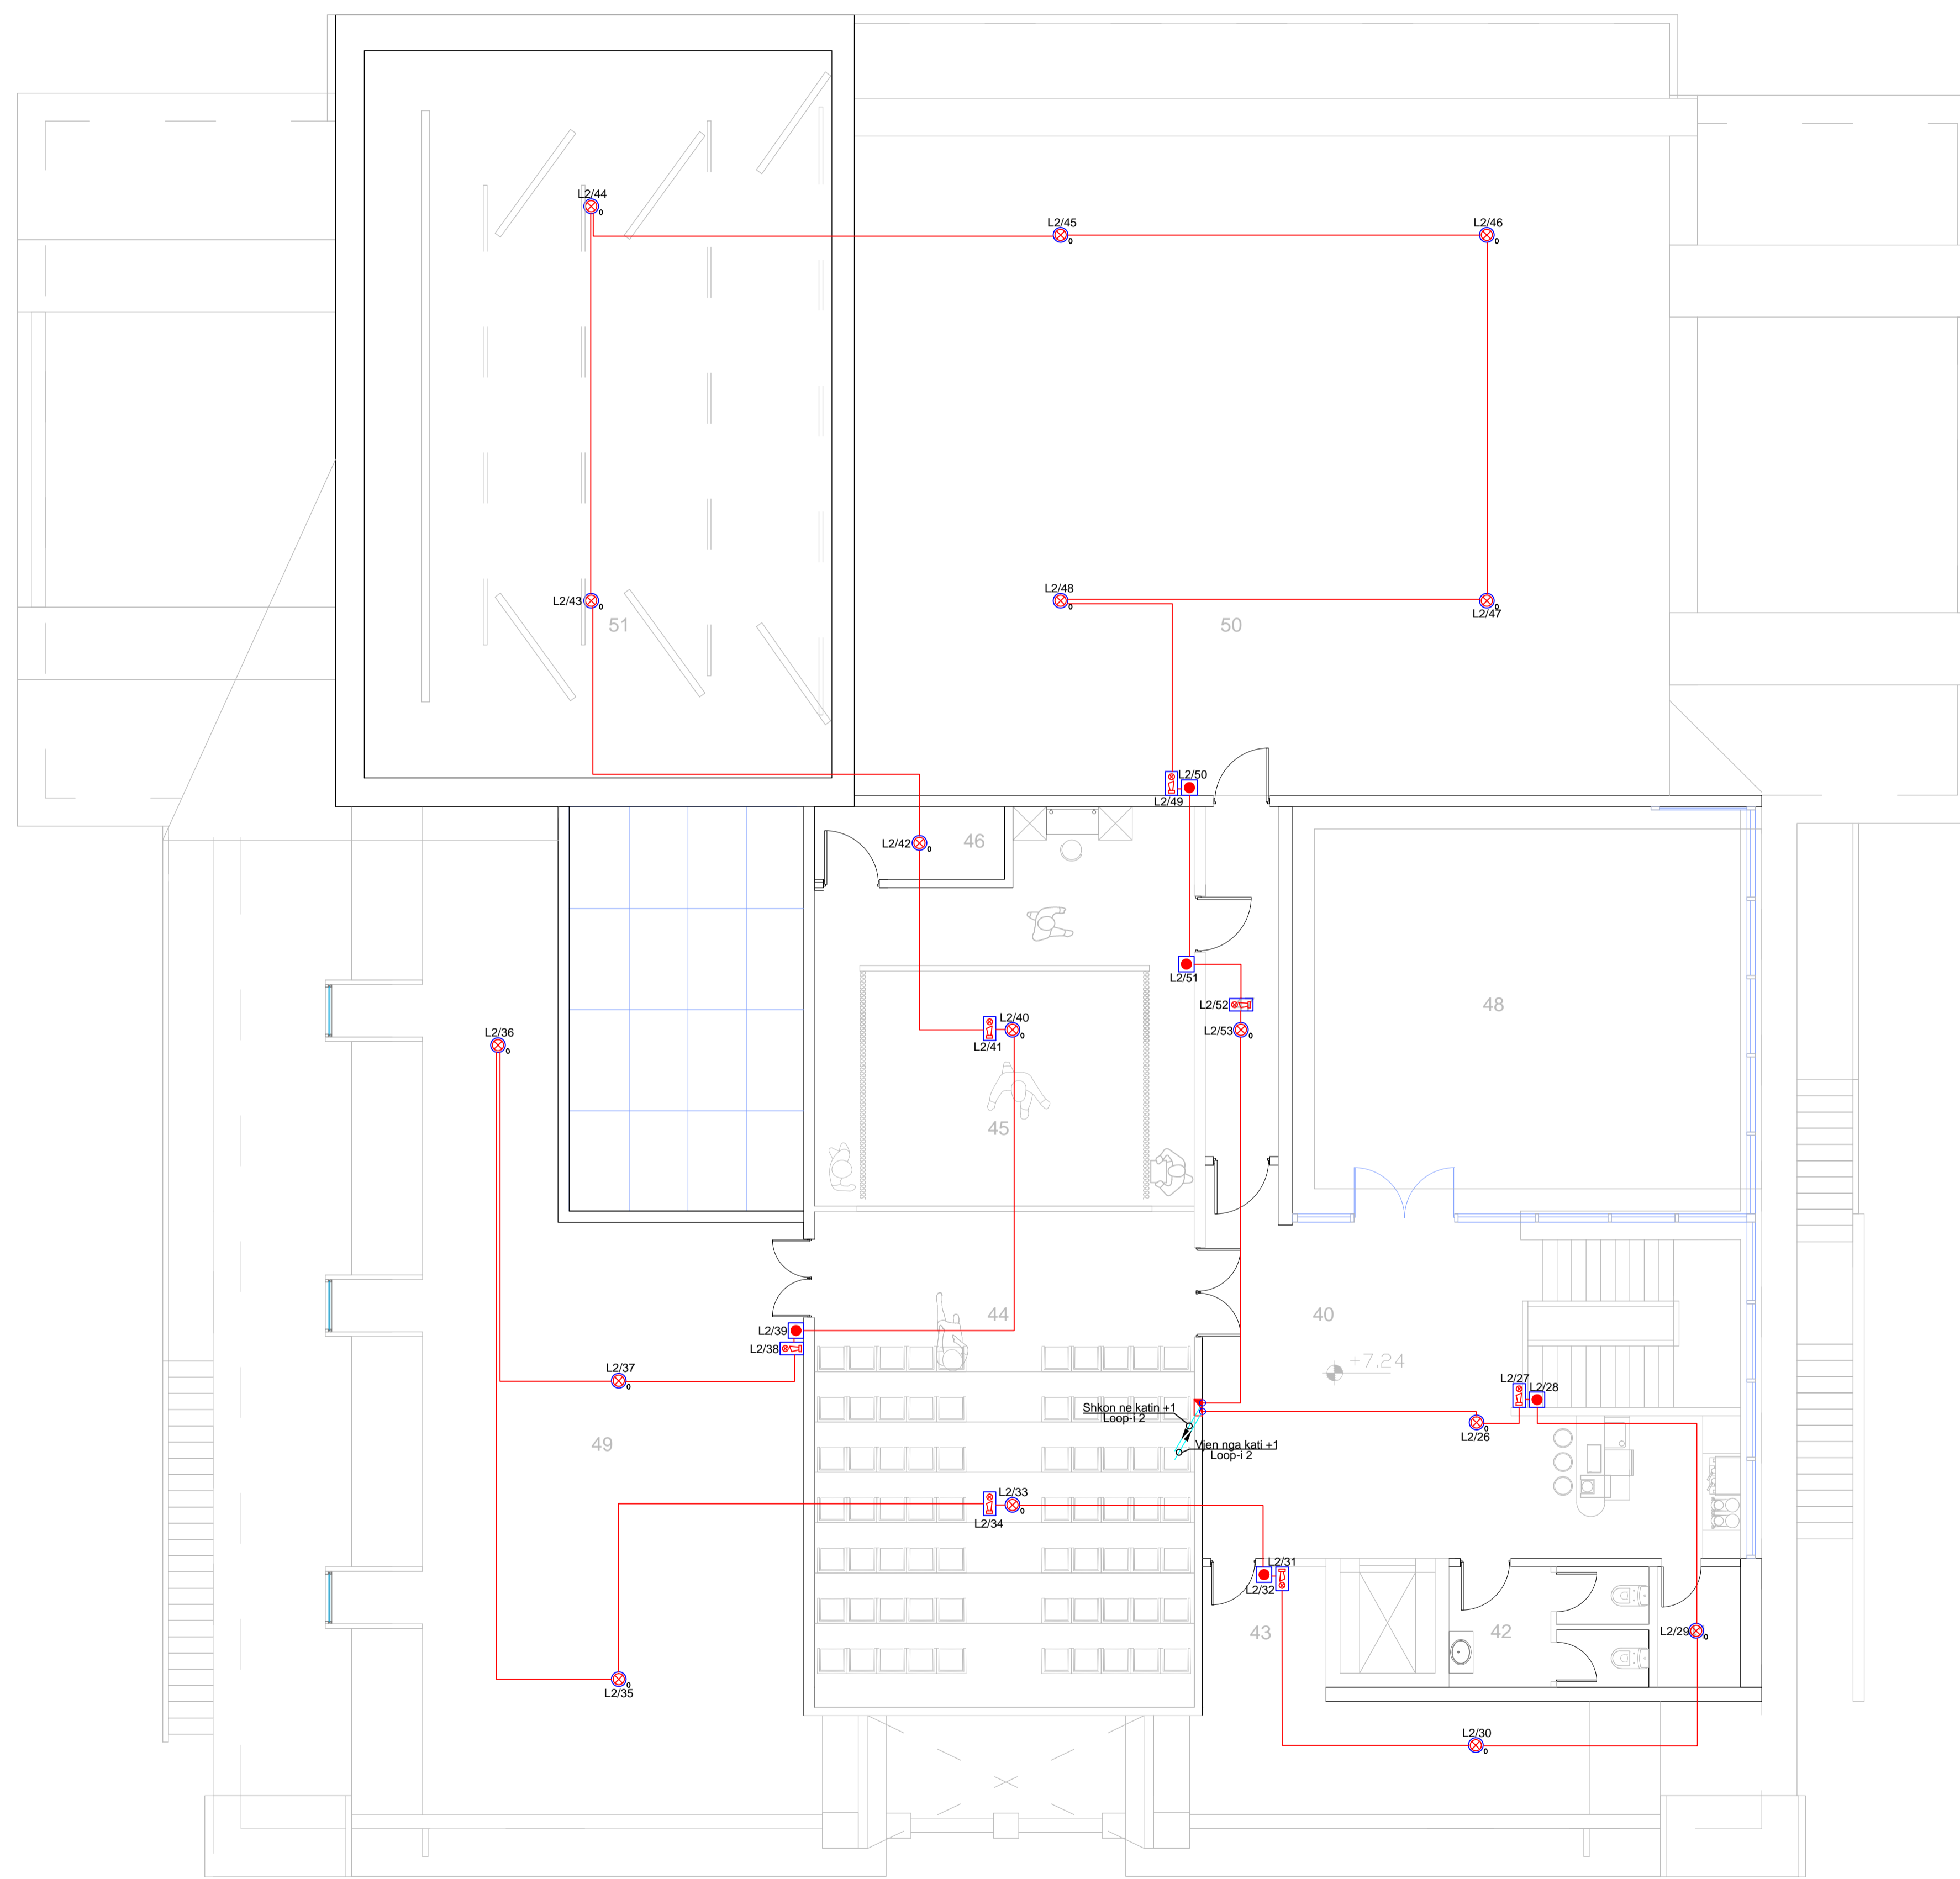 L2/44
L2/45
L2/46
L2/43
L2/48
L2/47
51
50
L2/50
L2/49
L2/42
46
L2/51
48
L2/52
L2/36
L2/40
L2/53
L2/41
45
44
40
L2/39
L2/38
+7.24
L2/37
L2/27
L2/28
Shkon ne katin +1
Loop-i 2
L2/26
49
Vjen nga kati +1
Loop-i 2
L2/33
L2/34
L2/31
L2/32
43
42
L2/29
L2/35
L2/30